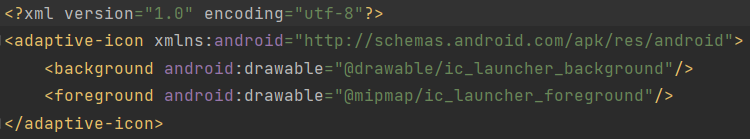 <?xml version="1.0" encoding="utf-8"?>
<adaptive-icon xmlns:android="http://schemas.android.com/apk/res/android">
    <background android:drawable="@drawable/ic_launcher_background"/>
    <foreground android:drawable="@mipmap/ic_launcher_foreground"/>
</adaptive-icon>